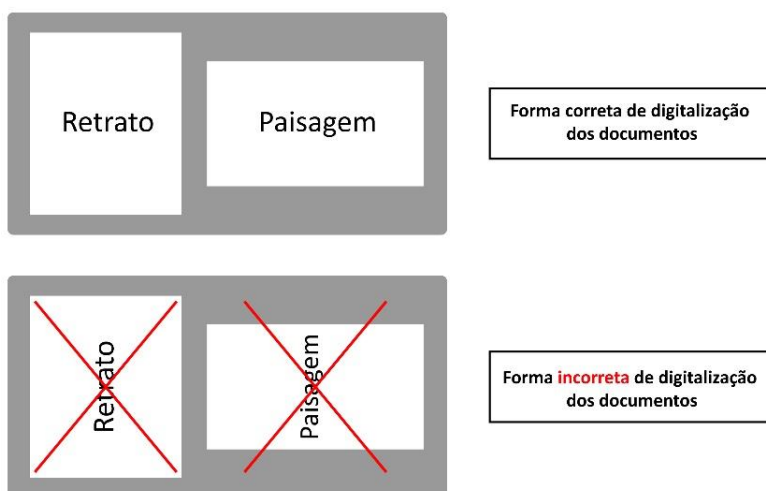 Retrato
Paisagem
Forma correta de digitalização
dos documentos
Retrato
Paisagem
Forma incorreta de digitalização
dos documentos